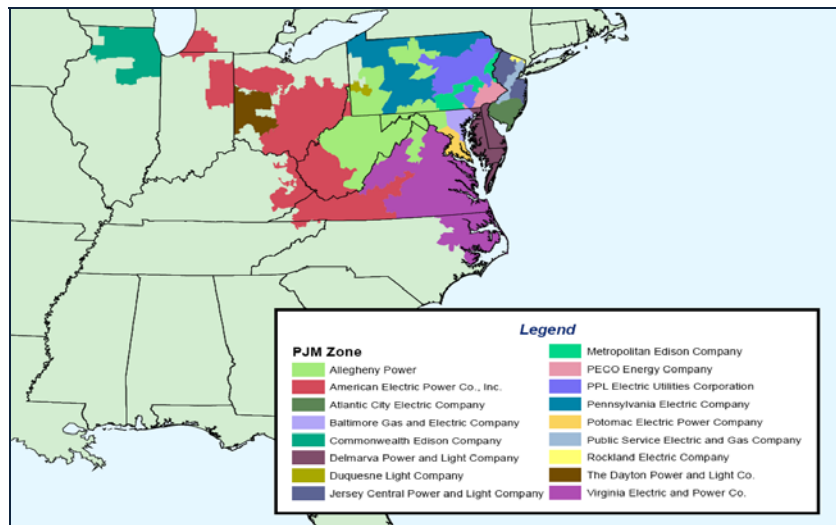 Legend
PJM Zone
Allegheny Power
American Electric Power Co., Inc.
Atlantic City Electric Company
Baltimore Gas and Electric Company
Commonwealth Edison Company
Delmarva Power and Light Company
Duquesne Light Company
Jersey Central Power and Light Company
Metropolitan Edison Company
PECO Energy Company
PPL Electric Utilities Corporation
Pennsylvania Electric Company
Potomac Electric Power Company
Public Service Electric and Gas Company
Rockland Electric Company
The Dayton Power and Light Co.
Virginia Electric and Power Co.